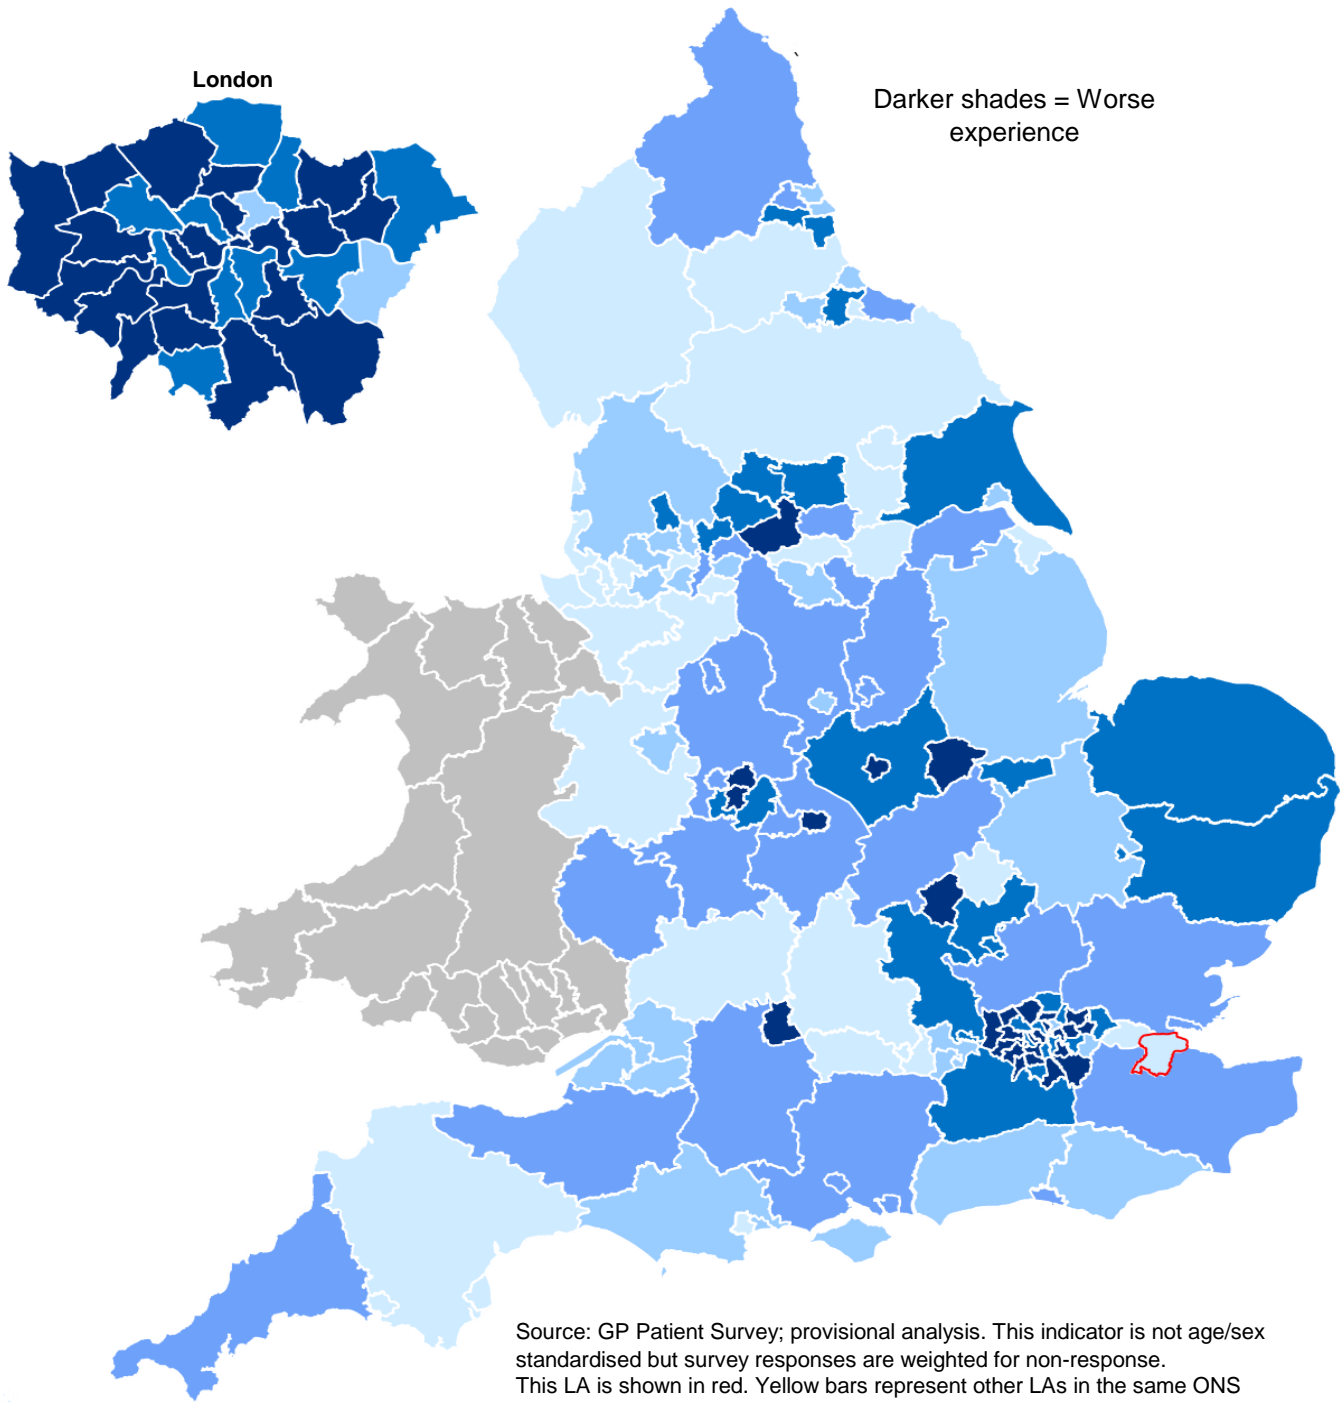 London
Darker shades = Worse
experience
Source: GP Patient Survey; provisional analysis. This indicator is not age/sex
standardised but survey responses are weighted for non-response.
This LA is shown in red. Yellow bars represent other LAs in the same ONS